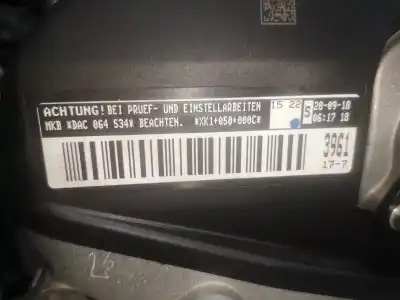 ACHTUNG! BEI PRUEF- UND EINSTELLARBEITEN
MKB *DAC 064 534* BEACHTEN. *XK1+050+000C*
15 22
S
28-09-18
06:17 18
3961
17-7
26